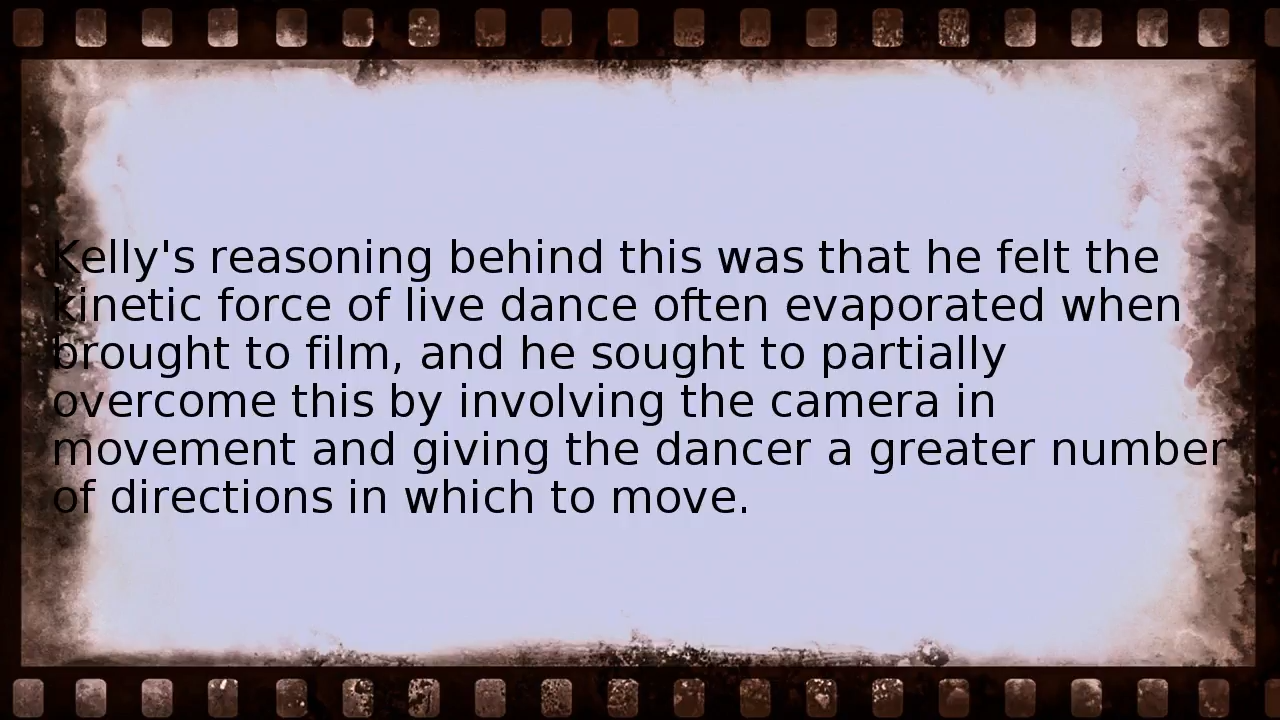 Kelly's reasoning behind this was that he felt the
kinetic force of live dance often evaporated when
brought to film, and he sought to partially
overcome this by involving the camera in
movement and giving the dancer a greater number
of directions in which to move.